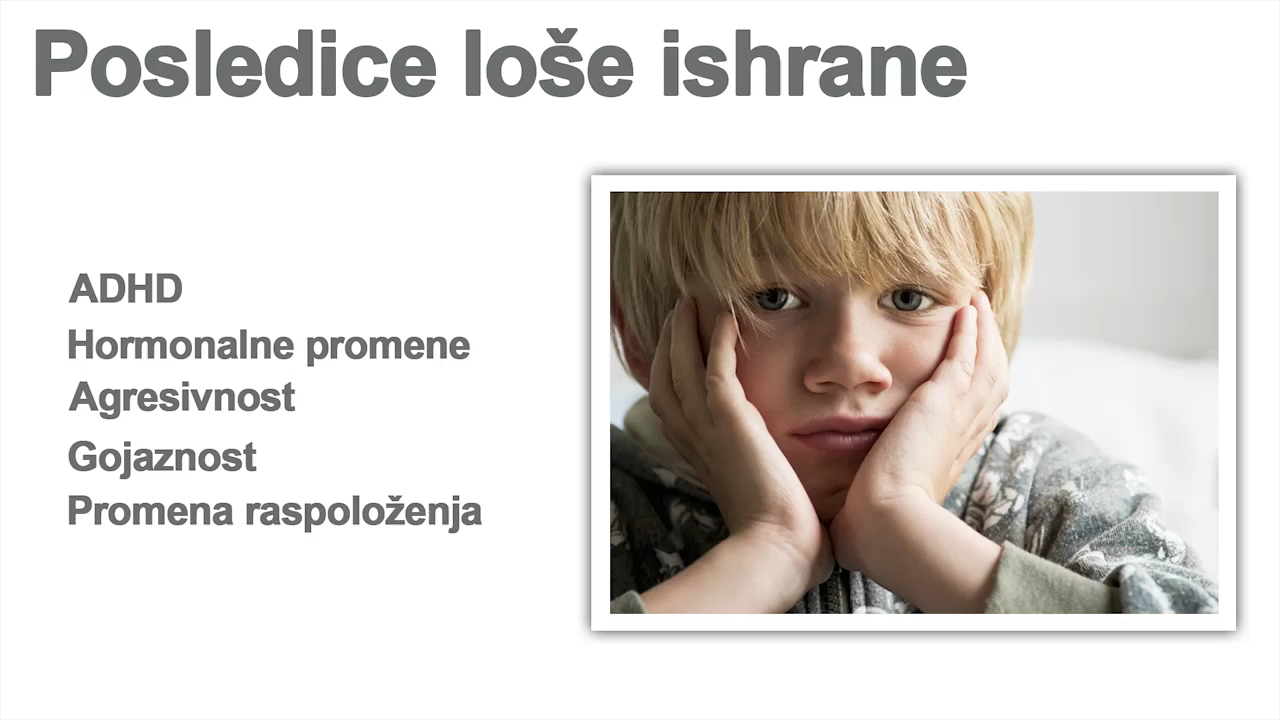 Posledice loše ishrane
ADHD
Hormonalne promene
Agresivnost
Gojaznost
Promena raspoloženja